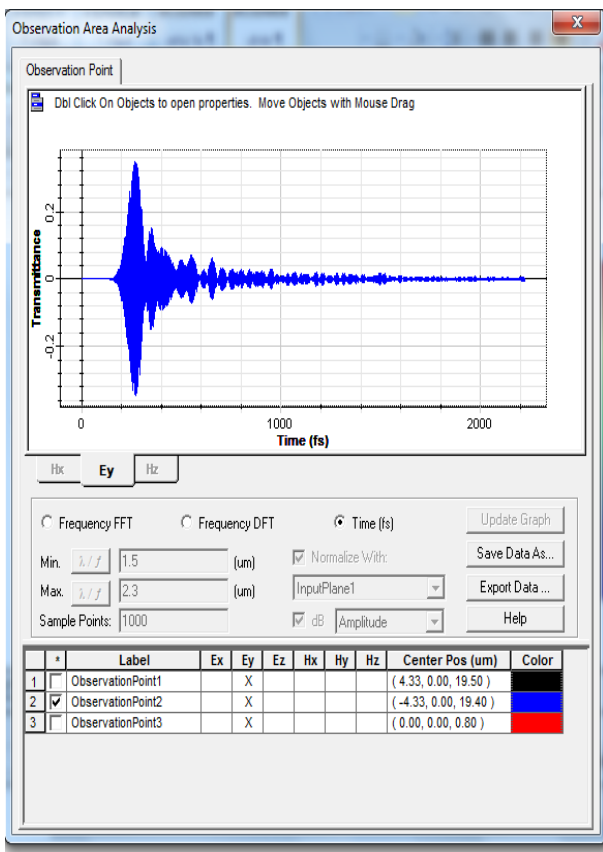 Observation Area Analysis
X
Observation Point
Dbl Click On Objects to open properties. Move Objects with Mouse Drag
Transmittance
0.2
0
-0.2
0 1000 2000
Time (fs)
Hx Ey Hz
Frequency FFT Frequency DFT Time (fs) Update Graph
Min. λ / f 1.5 (um) Normalize With: Save Data As...
Max. λ / f 2.3 (um) InputPlane1 Export Data ...
Sample Points: 1000 dB Amplitude Help
* Label Ex Ey Ez Hx Hy Hz Center Pos (um) Color
1 ObservationPoint1 X ( 4.33, 0.00, 19.50 )
2 ObservationPoint2 X ( -4.33, 0.00, 19.40 )
3 ObservationPoint3 X ( 0.00, 0.00, 0.80 )